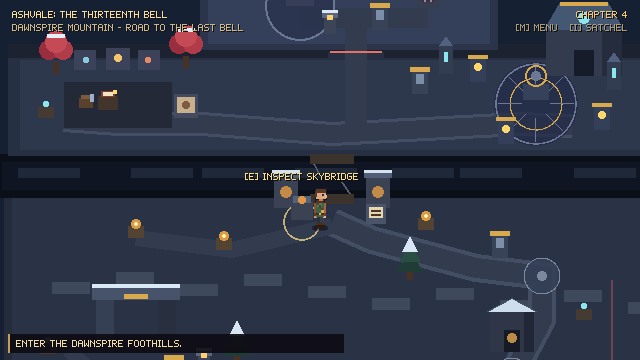 ASHVALE: THE THIRTEENTH BELL
CHAPTER 4
DAWNSPIRE MOUNTAIN - ROAD TO THE LAST BELL
[M] MENU [I] SATCHEL
[E] INSPECT SKYBRIDGE
ENTER THE DAWNSPIRE FOOTHILLS.